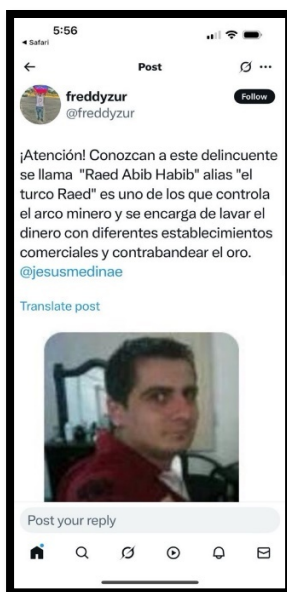 5:56
Safari
Post
freddyzur
@freddyzur
Follow
¡Atención! Conozcan a este delincuente
se llama "Raed Abib Habib" alias "el
turco Raed" es uno de los que controla
el arco minero y se encarga de lavar el
dinero con diferentes establecimientos
comerciales y contrabandear el oro.
@jesusmedinae
Translate post
Post your reply